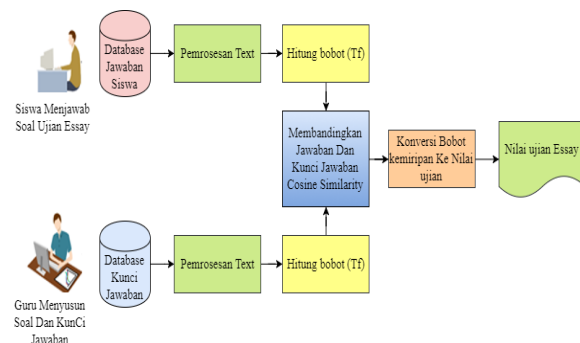 Siswa Menjawab
Soal Ujian Essay
Database
Jawaban
Siswa
Pemrosesan Text
Hitung bobot (Tf)
Membandingkan
Jawaban Dan
Kunci Jawaban
Cosine Similarity
Konversi Bobot
kemiripan Ke Nilai
ujian
Nilai ujian Essay
Guru Menyusun
Soal Dan KunCi
Jawaban
Database
Kunci
Jawaban
Pemrosesan Text
Hitung bobot (Tf)